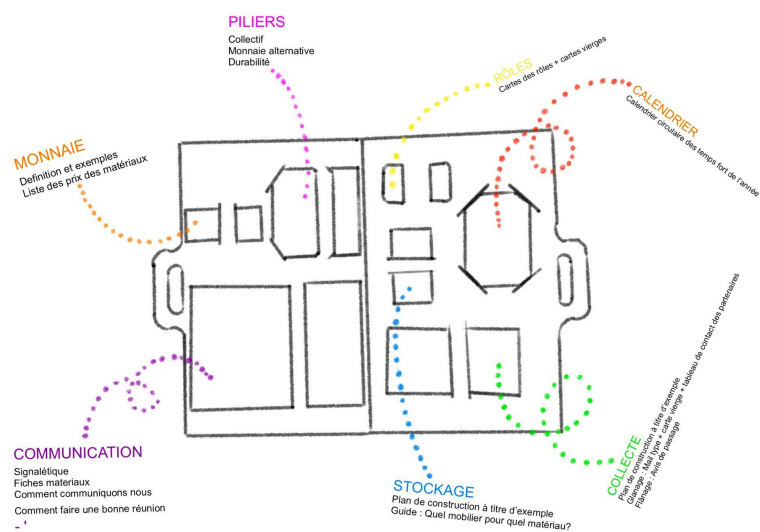 PILIERS
Collectif
Monnaie alternative
Durabilité
RÔLES
Cartes des rôles + cartes vierges
CALENDRIER
Calendrier circulaire des temps fort de l'année
MONNAIE
Definition et exemples
Liste des prix des matériaux
COMMUNICATION
Signalétique
Fiches materiaux
Comment communiquons nous
Comment faire une bonne réunion
STOCKAGE
Plan de construction à titre d'exemple
Guide : Quel mobilier pour quel matériau?
COLLECTE
Plan de construction à titre d'exemple
Glanage : Mail type + carte vierge + tableau de contact des partenaires
Flânage : Avis de passage